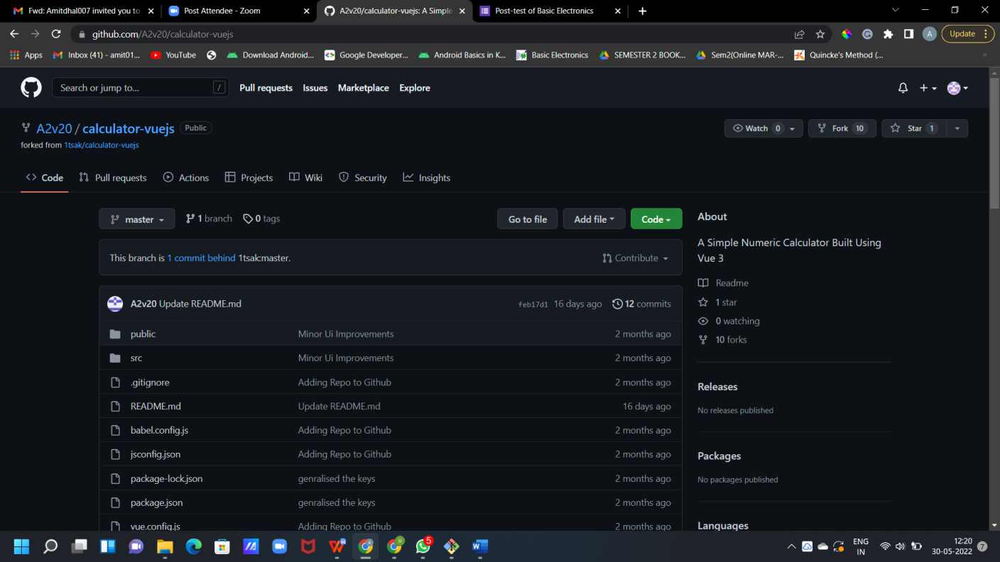 Fwd: Amitdhal007 invited you to
Post Attendee - Zoom
A2v20/calculator-vuejs: A Simple
Post-test of Basic Electronics
github.com/A2v20/calculator-vuejs
A
Update
Apps
Inbox (41) - amit01...
YouTube
Download Android...
Google Developer...
Android Basics in K...
Basic Electronics
SEMESTER 2 BOOK...
Sem2(Online MAR-...
Quincke's Method (...
»
Search or jump to...
/
Pull requests
Issues
Marketplace
Explore
A2v20 / calculator-vuejs
Public
forked from 1tsak/calculator-vuejs
Watch 0
Fork 10
Star 1
Code
Pull requests
Actions
Projects
Wiki
Security
Insights
master
1 branch
0 tags
Go to file
Add file
Code
This branch is 1 commit behind 1tsak:master.
Contribute
A2v20 Update README.md
feb17d1 16 days ago
12 commits
public Minor Ui Improvements 2 months ago
src Minor Ui Improvements 2 months ago
.gitignore Adding Repo to Github 2 months ago
README.md Update README.md 16 days ago
babel.config.js Adding Repo to Github 2 months ago
jsconfig.json Adding Repo to Github 2 months ago
package-lock.json genralised the keys 2 months ago
package.json genralised the keys 2 months ago
vue.config.js Adding Repo to Github 2 months ago
About
A Simple Numeric Calculator Built Using
Vue 3
Readme
1 star
0 watching
10 forks
Releases
No releases published
Packages
No packages published
Languages
5
ENG
IN
12:20
30-05-2022
7